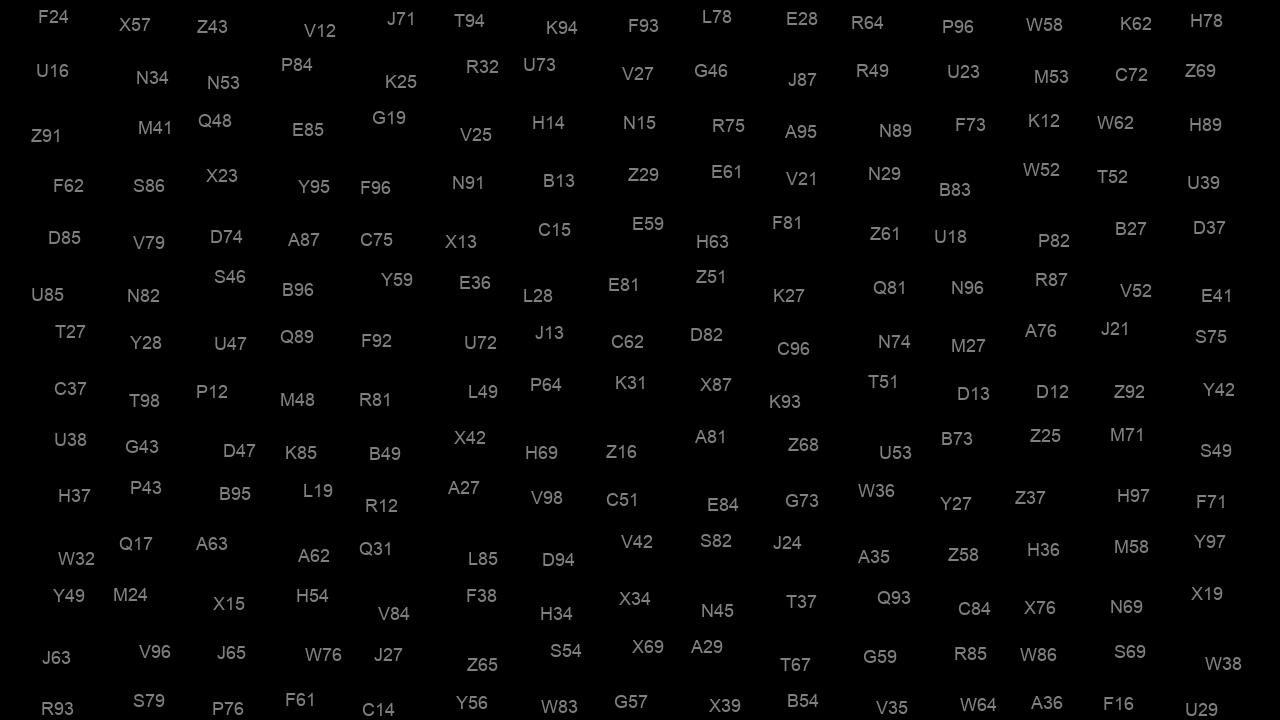 F24 X57 Z43 V12 J71 T94 K94 F93 L78 E28 R64 P96 W58 K62 H78
U16 N34 N53 P84 K25 R32 U73 V27 G46 J87 R49 U23 M53 C72 Z69
Z91 M41 Q48 E85 G19 V25 H14 N15 R75 A95 N89 F73 K12 W62 H89
F62 S86 X23 Y95 F96 N91 B13 Z29 E61 V21 N29 B83 W52 T52 U39
D85 V79 D74 A87 C75 X13 C15 E59 H63 F81 Z61 U18 P82 B27 D37
U85 N82 S46 B96 Y59 E36 L28 E81 Z51 K27 Q81 N96 R87 V52 E41
T27 Y28 U47 Q89 F92 U72 J13 C62 D82 C96 N74 M27 A76 J21 S75
C37 T98 P12 M48 R81 L49 P64 K31 X87 K93 T51 D13 D12 Z92 Y42
U38 G43 D47 K85 B49 X42 H69 Z16 A81 Z68 U53 B73 Z25 M71 S49
H37 P43 B95 L19 R12 A27 V98 C51 E84 G73 W36 Y27 Z37 H97 F71
W32 Q17 A63 A62 Q31 L85 D94 V42 S82 J24 A35 Z58 H36 M58 Y97
Y49 M24 X15 H54 V84 F38 H34 X34 N45 T37 Q93 C84 X76 N69 X19
J63 V96 J65 W76 J27 Z65 S54 X69 A29 T67 G59 R85 W86 S69 W38
R93 S79 P76 F61 C14 Y56 W83 G57 X39 B54 V35 W64 A36 F16 U29